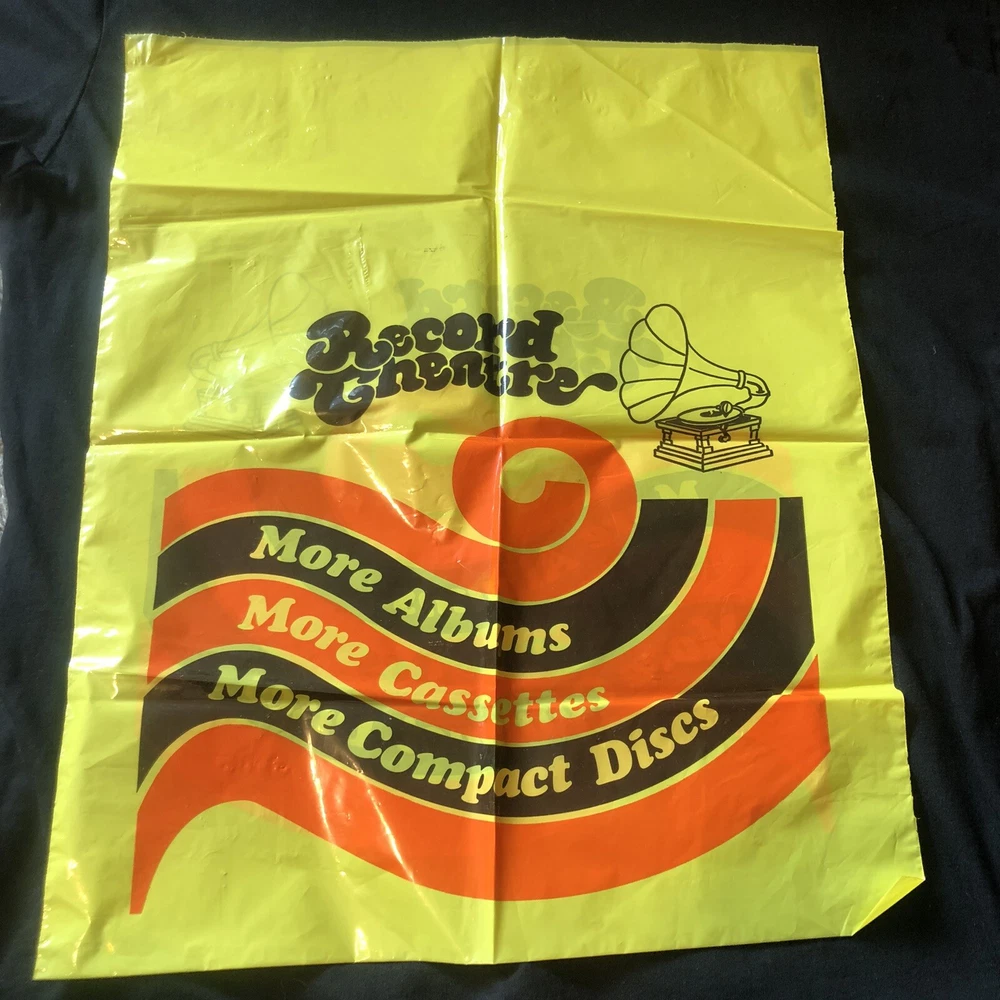 Record
Theatre
More Albums
More Cassettes
More Compact Discs